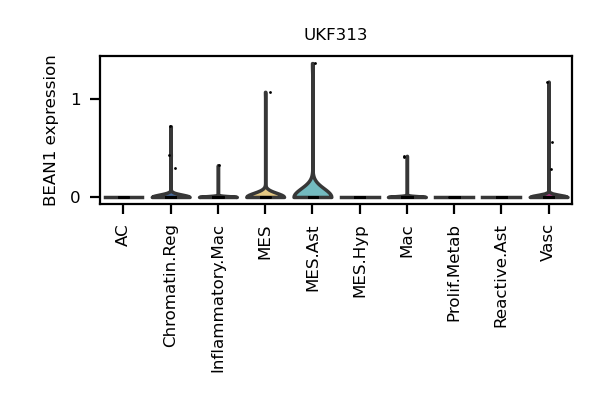 UKF313
BEAN1 expression
1
0
AC
Chromatin.Reg
Inflammatory.Mac
MES
MES.Ast
MES.Hyp
Mac
Prolif.Metab
Reactive.Ast
Vasc